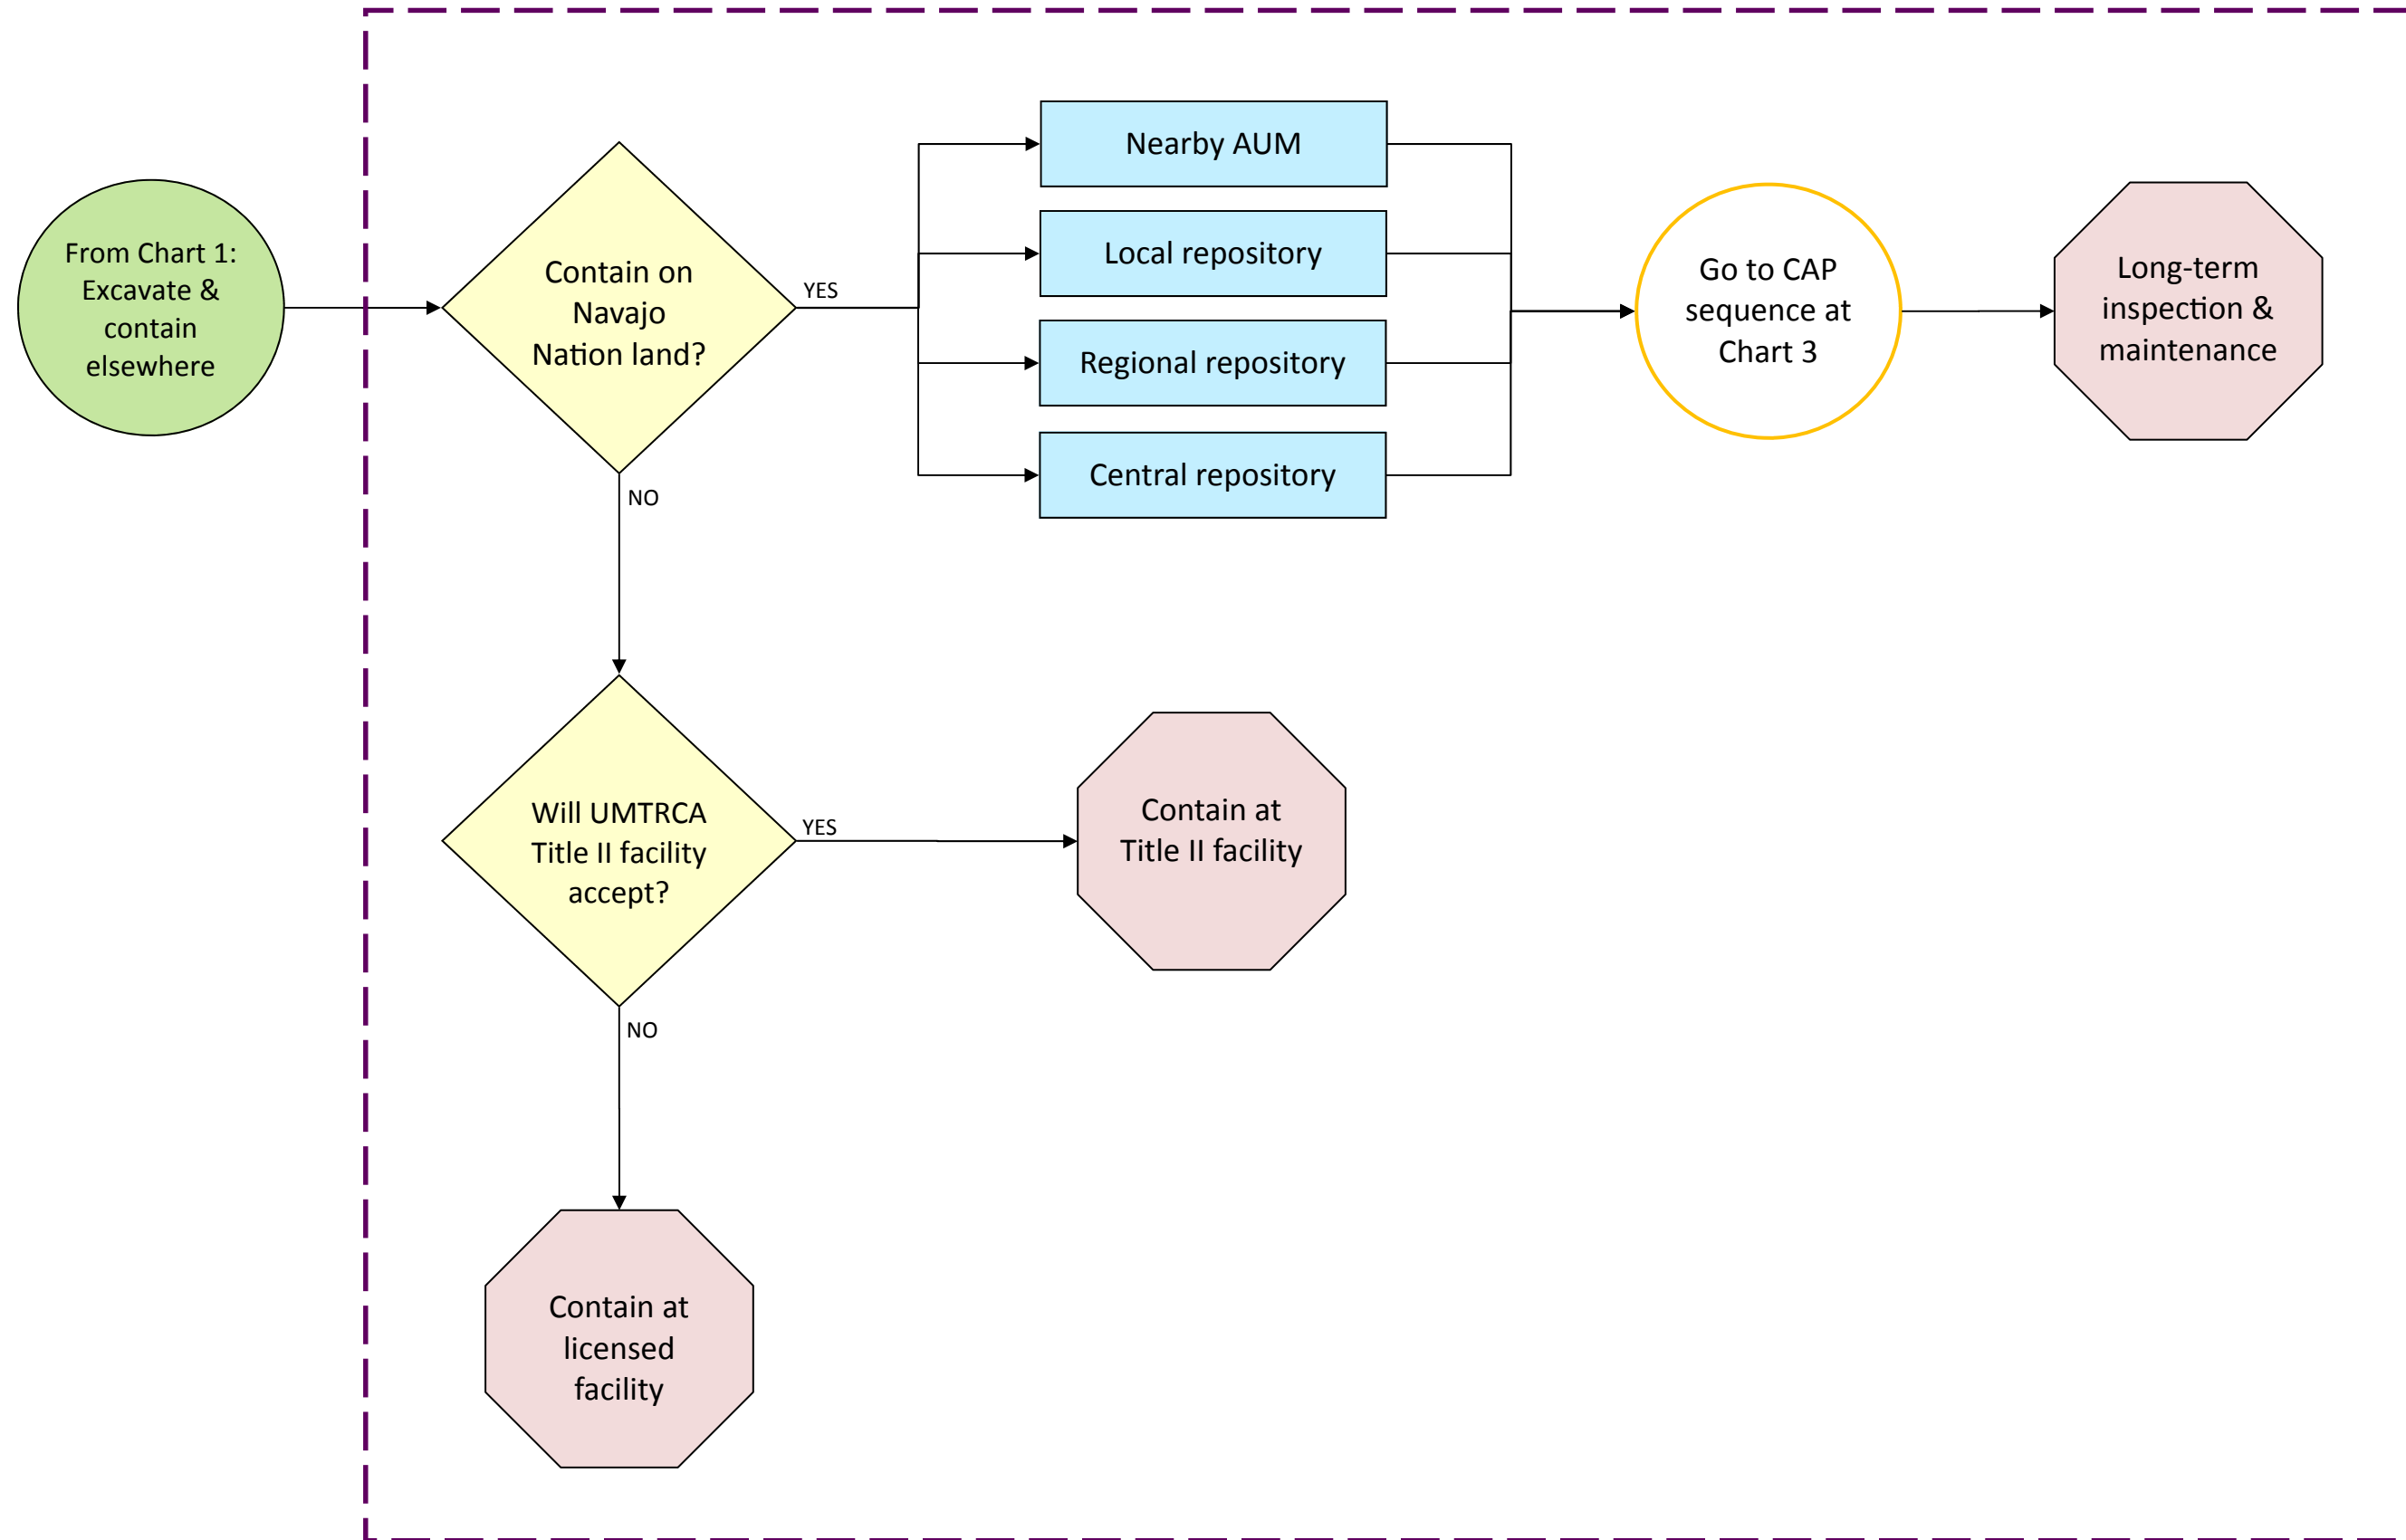 From Chart 1:
Excavate &
contain
elsewhere
Contain on
Navajo
Nation land?
YES
NO
Nearby AUM
Local repository
Regional repository
Central repository
Go to CAP
sequence at
Chart 3
Long-term
inspection &
maintenance
Will UMTRCA
Title II facility
accept?
YES
NO
Contain at
Title II facility
Contain at
licensed
facility